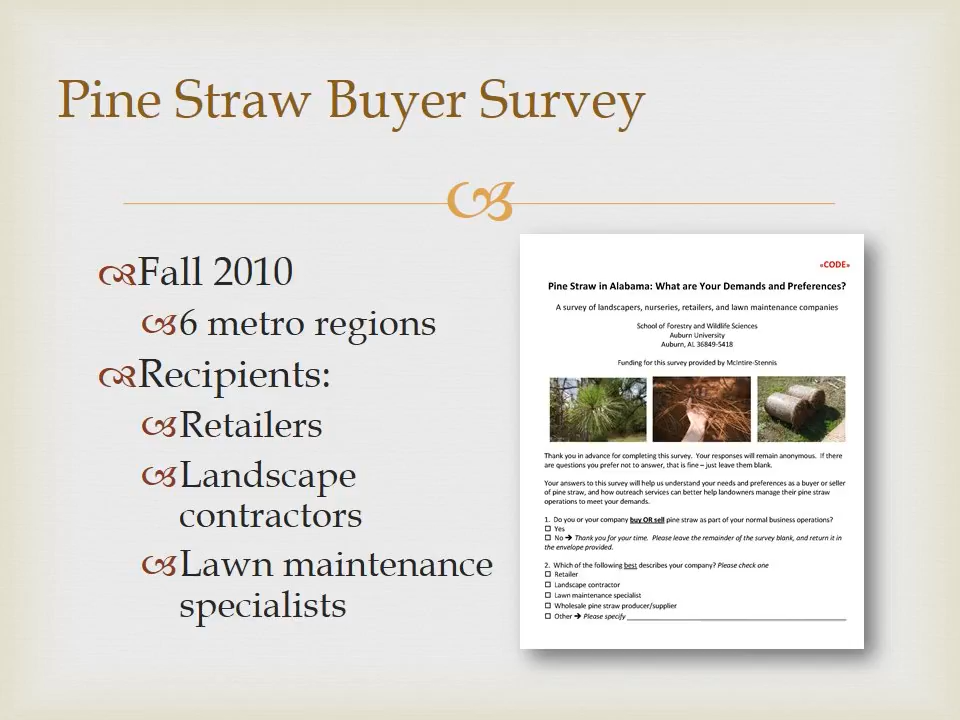 Pine Straw Buyer Survey
Fall 2010
6 metro regions
Recipients:
Retailers
Landscape
contractors
Lawn maintenance
specialists
«CODE»
Pine Straw in Alabama: What are Your Demands and Preferences?
A survey of landscapers, nurseries, retailers, and lawn maintenance companies
School of Forestry and Wildlife Sciences
Auburn University
Auburn, AL 36849-5418
Funding for this survey provided by McIntire-Stennis
Thank you in advance for completing this survey. Your responses will remain anonymous. If there
are questions you prefer not to answer, that is fine – just leave them blank.
Your answers to this survey will help us understand your needs and preferences as a buyer or seller
of pine straw, and how outreach services can better help landowners manage their pine straw
operations to meet your demands.
1. Do you or your company buy OR sell pine straw as part of your normal business operations?
☐ Yes
☐ No ➔ Thank you for your time. Please leave the remainder of the survey blank, and return it in
the envelope provided.
2. Which of the following best describes your company? Please check one
☐ Retailer
☐ Landscape contractor
☐ Lawn maintenance specialist
☐ Wholesale pine straw producer/supplier
☐ Other ➔ Please specify